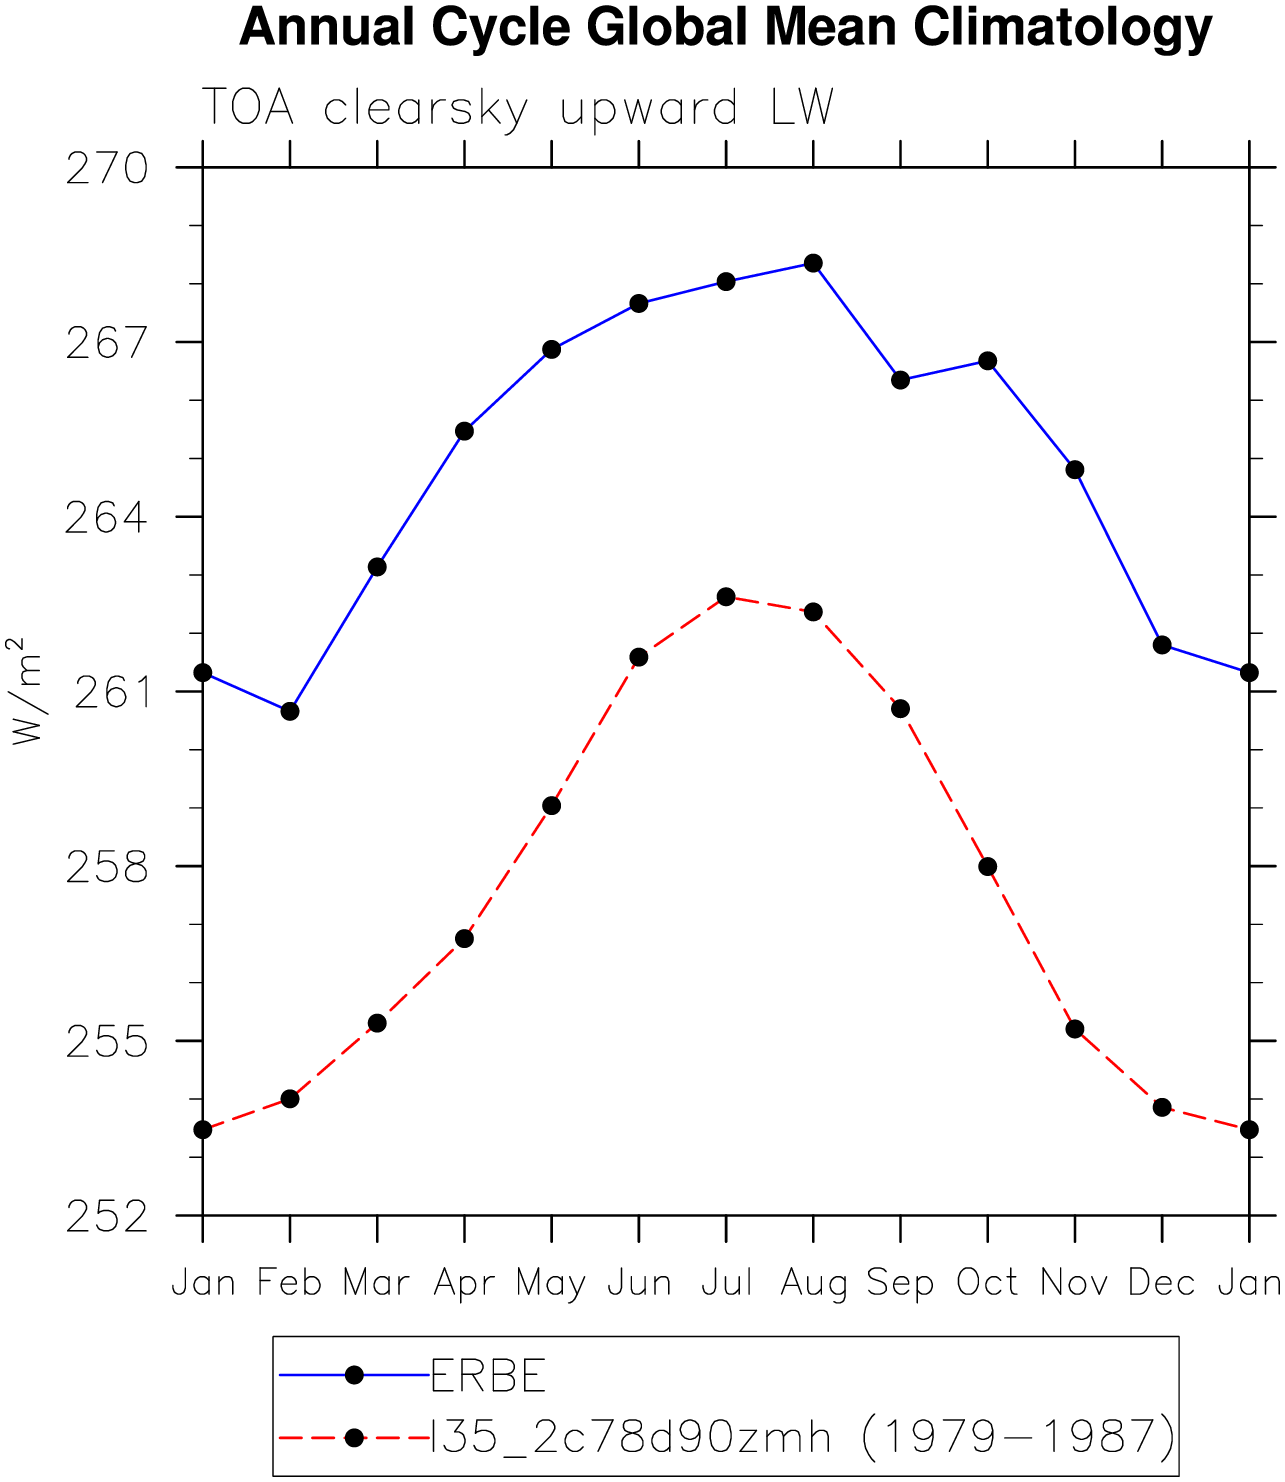 Annual Cycle Global Mean Climatology
TOA clearsky upward LW
270
267
264
261
258
255
252
W/m²
Jan Feb Mar Apr May Jun Jul Aug Sep Oct Nov Dec Jan
ERBE
I35_2c78d90zmh (1979-1987)